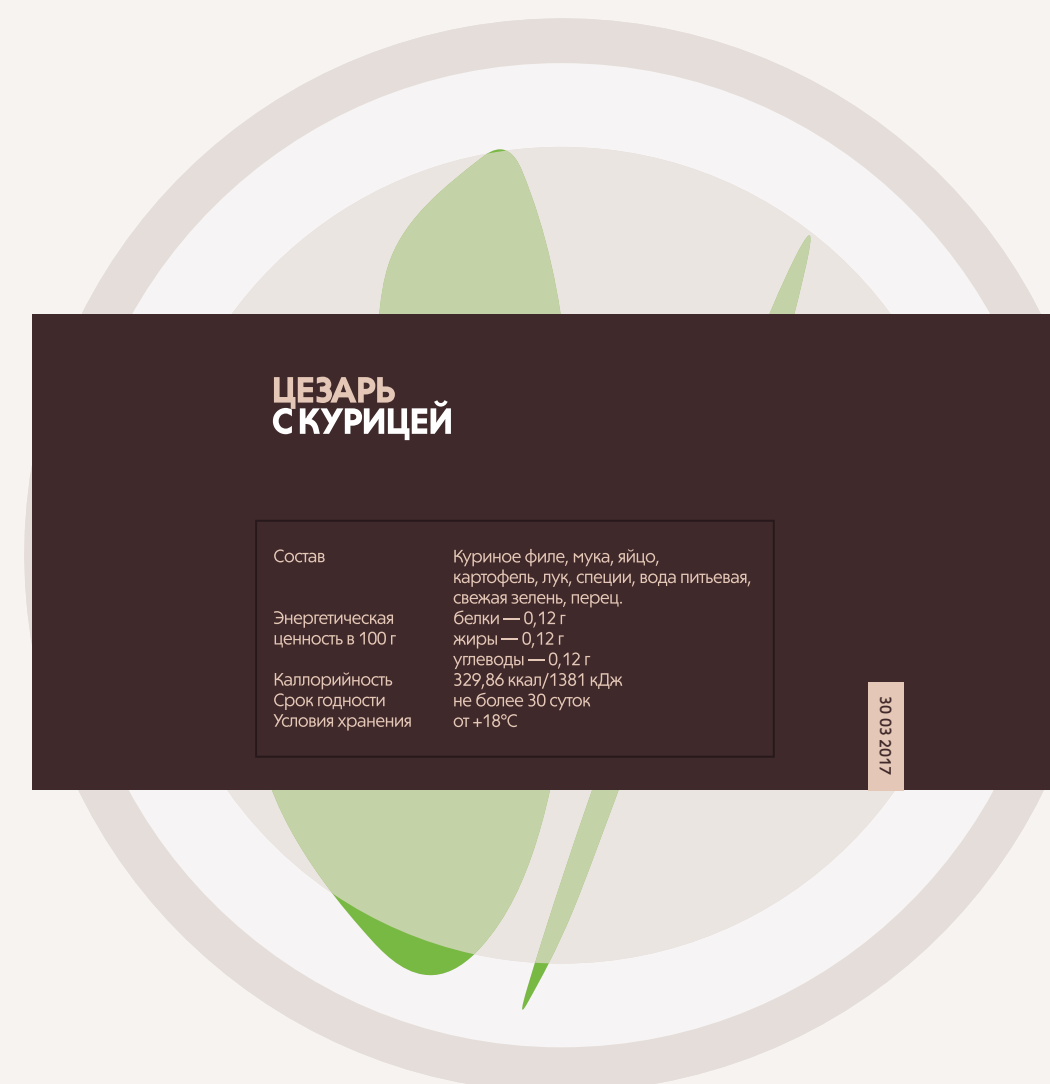 ЦЕЗАРЬ
С КУРИЦЕЙ
Состав
Куриное филе, мука, яйцо,
картофель, лук, специи, вода питьевая,
свежая зелень, перец.
Энергетическая
ценность в 100 г
белки — 0,12 г
жиры — 0,12 г
углеводы — 0,12 г
Каллорийность
329,86 ккал/1381 кДж
Срок годности
не более 30 суток
Условия хранения
от +18°С
30 03 2017